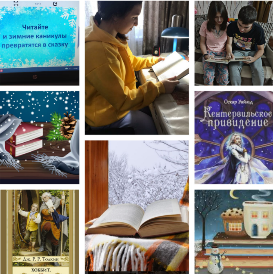 Читайте
и зимние каникулы
превратятся в сказку
Оскар Уайльд
Кентервильское
привидение
Дж. Р. Р. Толкин
ХОББИТ,